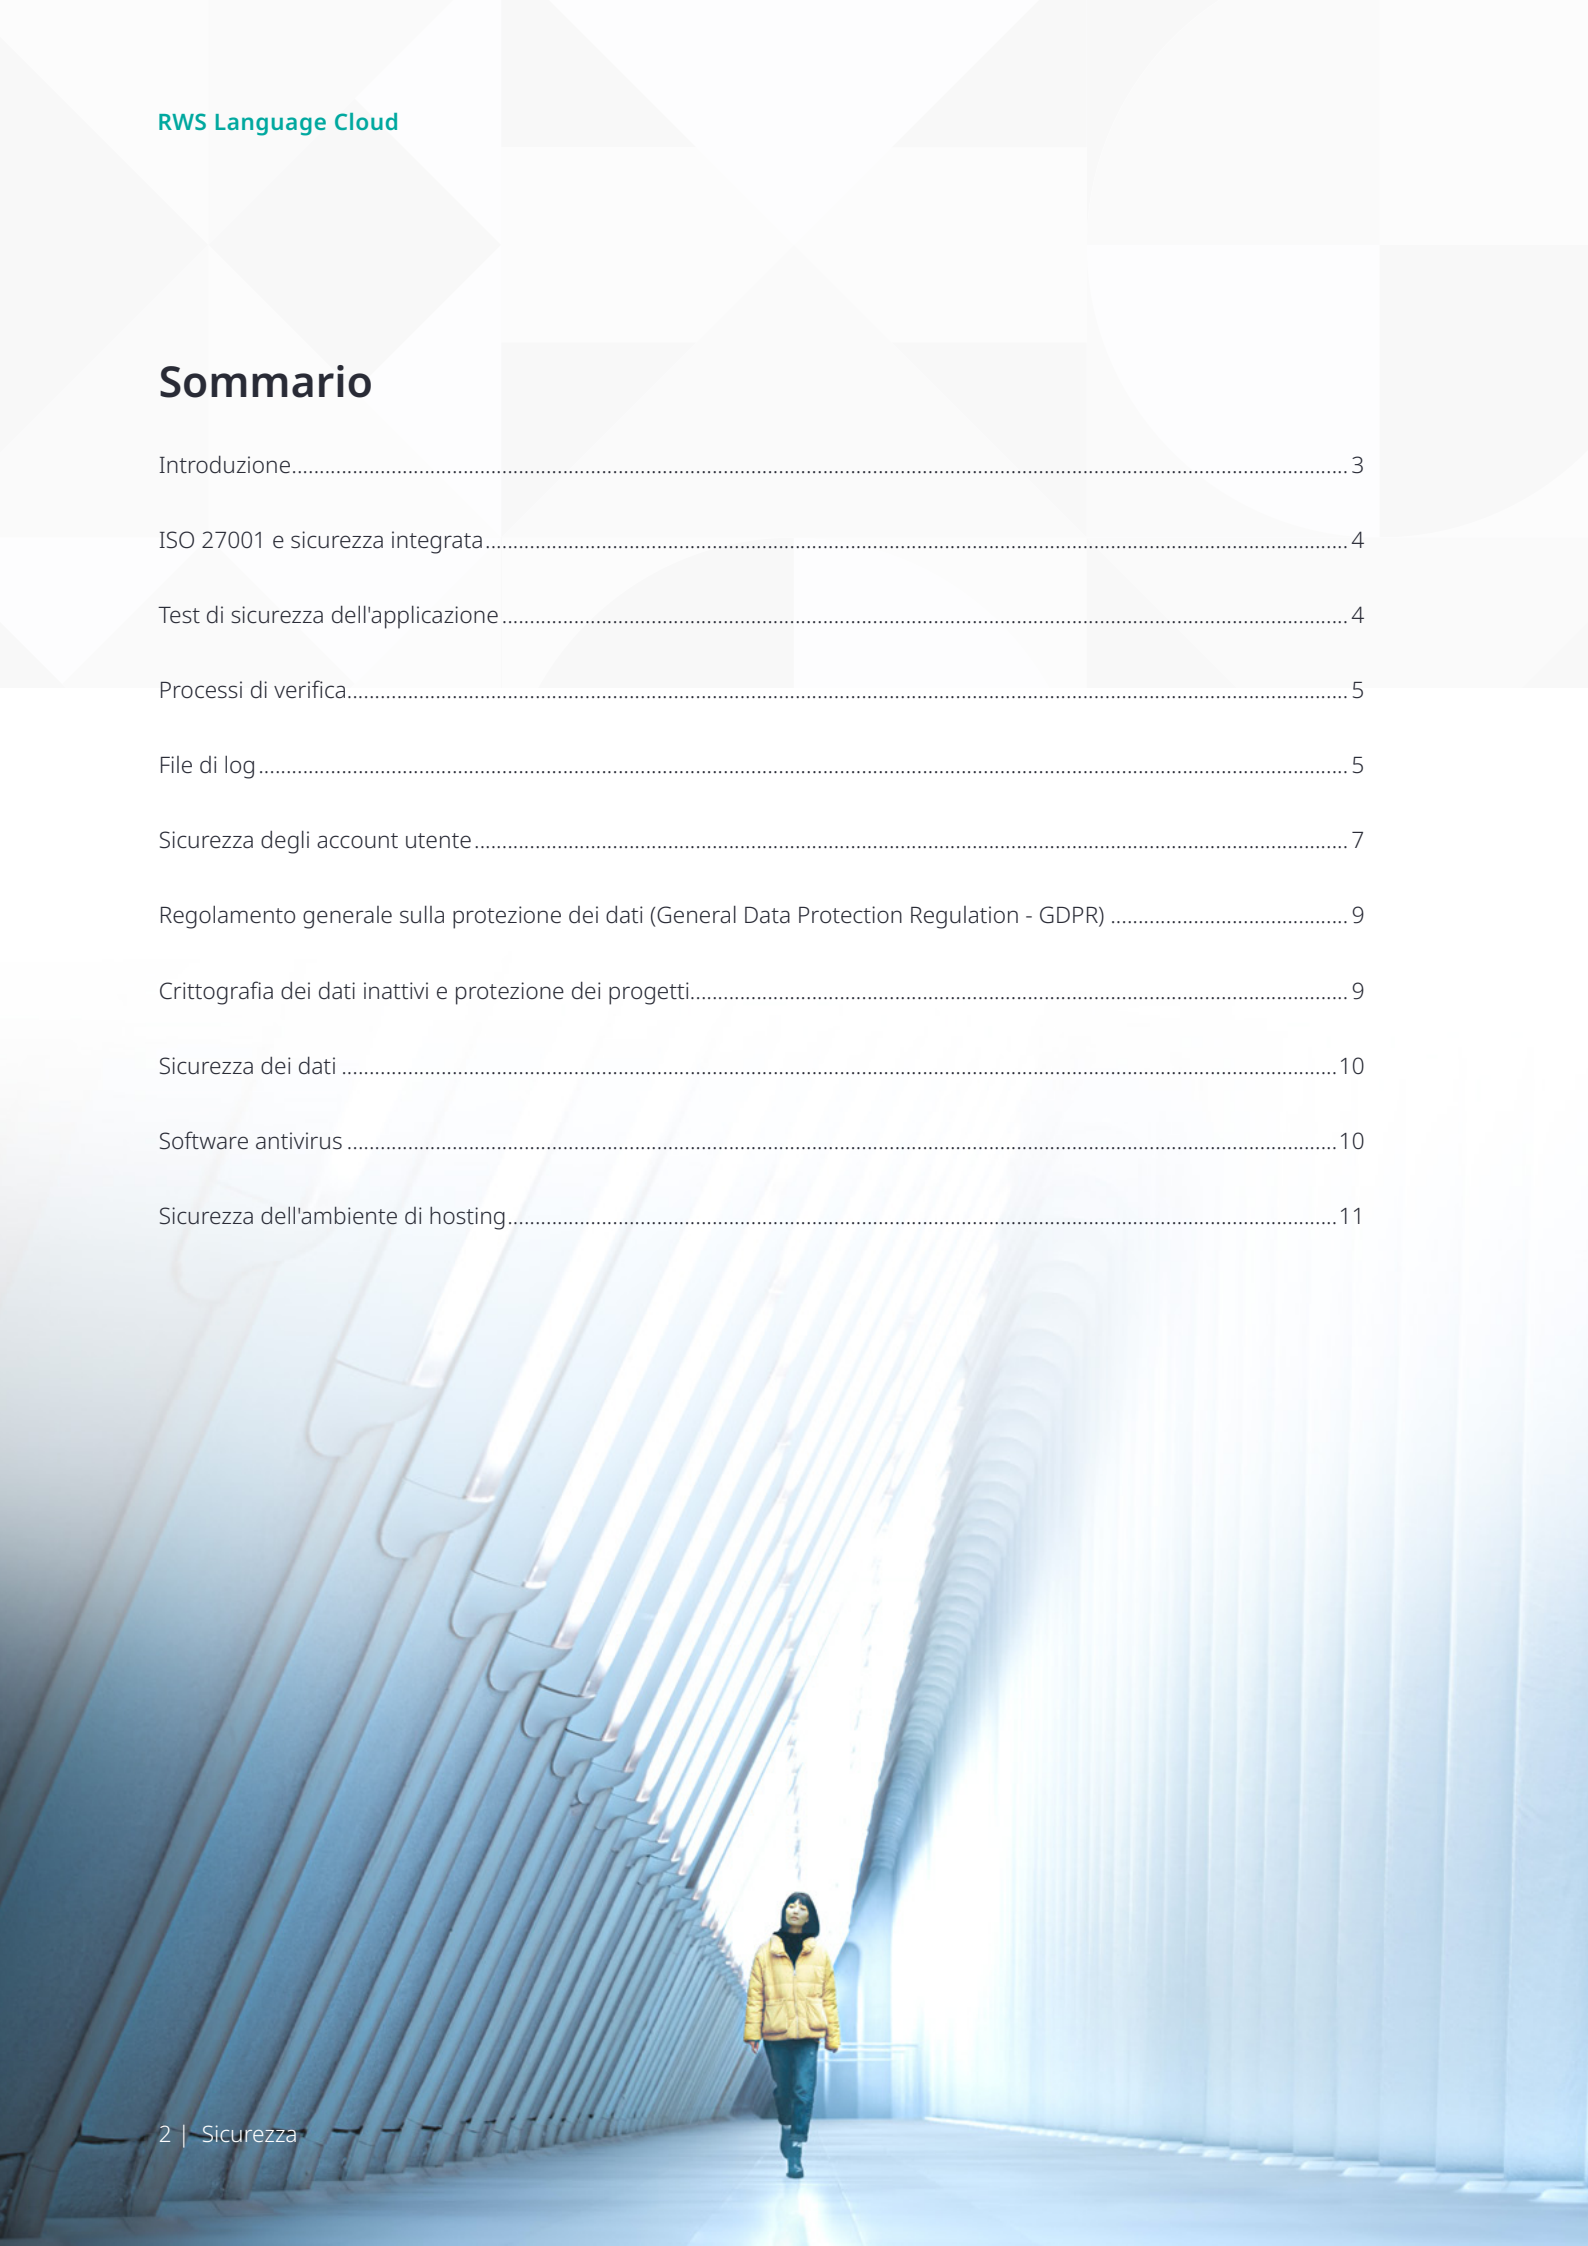 RWS Language Cloud
Sommario
Introduzione 3
ISO 27001 e sicurezza integrata 4
Test di sicurezza dell'applicazione 4
Processi di verifica 5
File di log 5
Sicurezza degli account utente 7
Regolamento generale sulla protezione dei dati (General Data Protection Regulation - GDPR) 9
Crittografia dei dati inattivi e protezione dei progetti 9
Sicurezza dei dati 10
Software antivirus 10
Sicurezza dell'ambiente di hosting 11
2 | Sicurezza